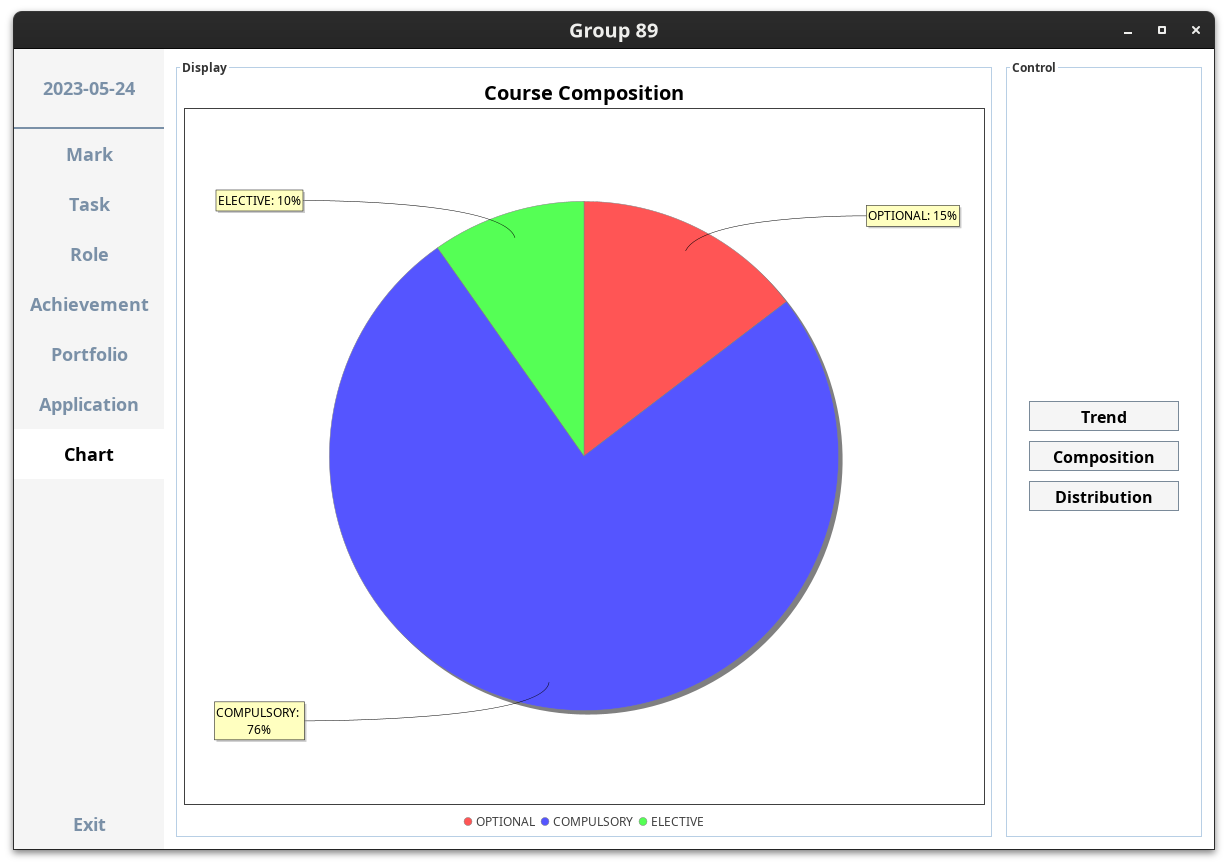 Group 89
2023-05-24
Mark
Task
Role
Achievement
Portfolio
Application
Chart
Exit
Display
Course Composition
ELECTIVE: 10%
OPTIONAL: 15%
COMPULSORY:
76%
OPTIONAL COMPULSORY ELECTIVE
Control
Trend
Composition
Distribution